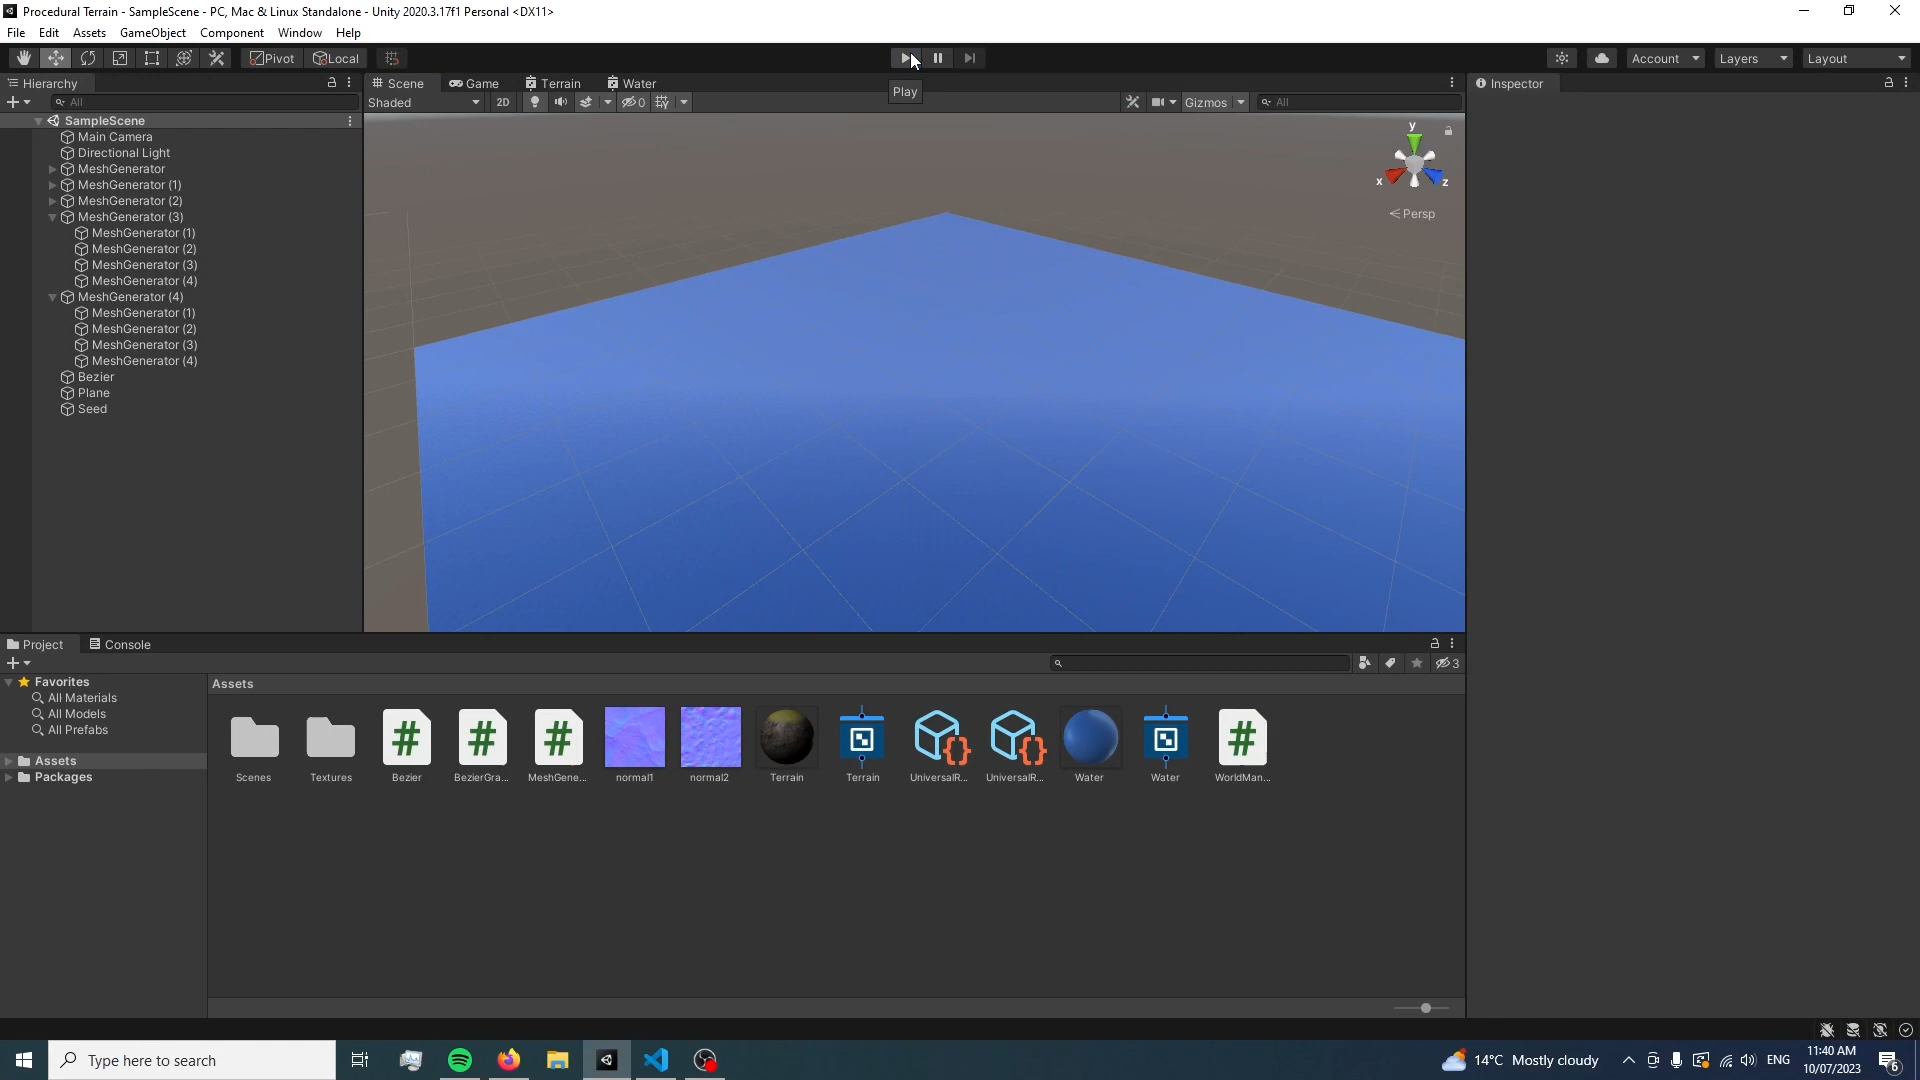 Procedural Terrain - SampleScene - PC, Mac & Linux Standalone - Unity 2020.3.17f1 Personal <DX11>
File Edit Assets GameObject Component Window Help
Pivot Local Account Layers Layout
Hierarchy Scene Game Terrain Water Play Inspector
All Shaded 2D 0 Gizmos All
SampleScene
Main Camera
Directional Light
MeshGenerator
MeshGenerator (1)
MeshGenerator (2)
MeshGenerator (3)
MeshGenerator (1)
MeshGenerator (2)
MeshGenerator (3)
MeshGenerator (4)
MeshGenerator (4)
MeshGenerator (1)
MeshGenerator (2)
MeshGenerator (3)
MeshGenerator (4)
Bezier
Plane
Seed
y
x z
Persp
Project Console
3
Favorites
All Materials
All Models
All Prefabs
Assets
Packages
Assets
Scenes Textures Bezier BezierGra... MeshGene... normal1 normal2 Terrain Terrain UniversalR... UniversalR... Water Water WorldMan...
Type here to search
14°C Mostly cloudy
ENG
11:40 AM
10/07/2023
6